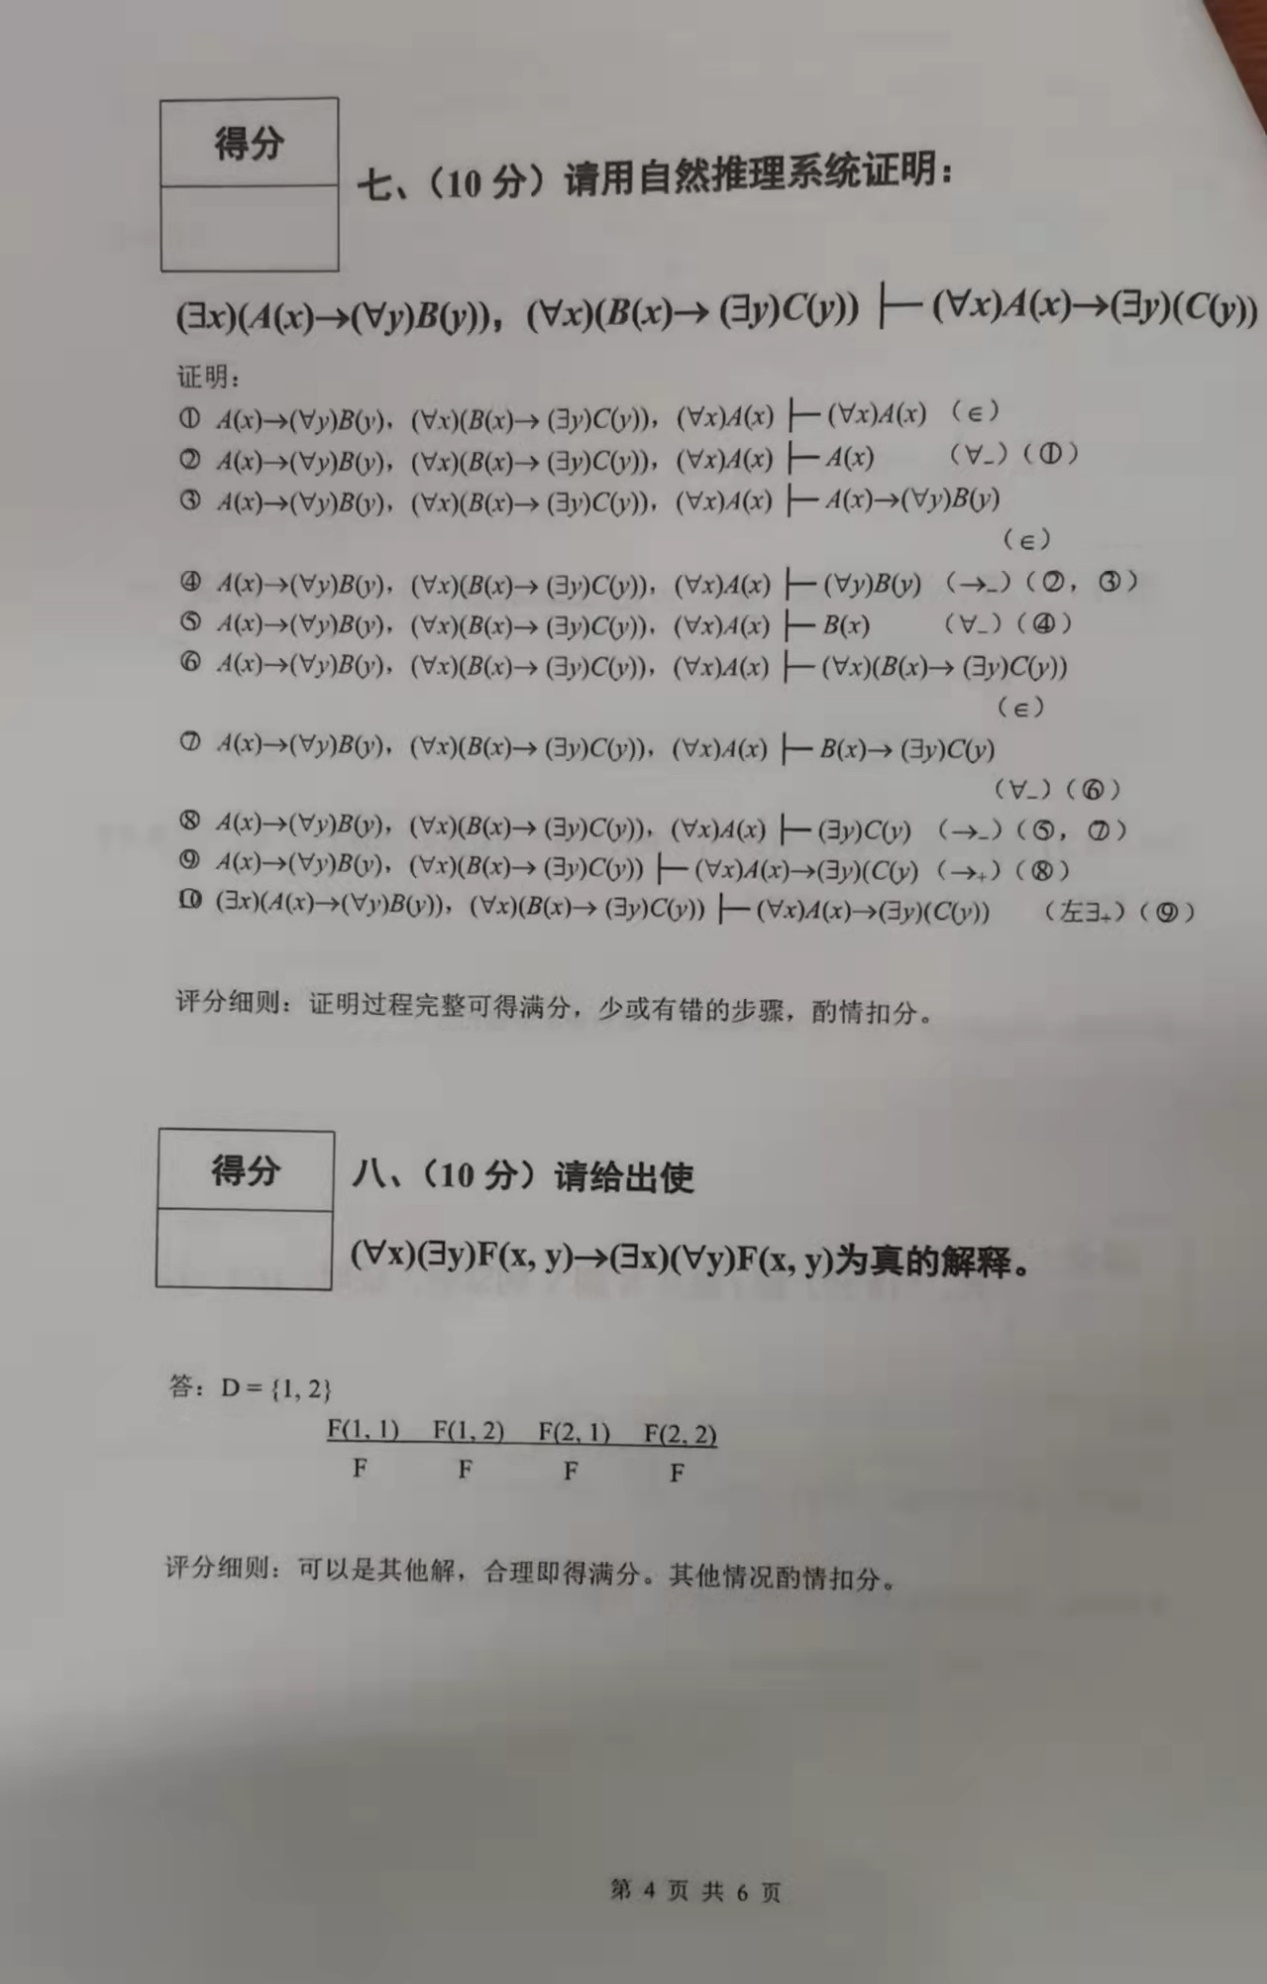 得分
七、（10 分）请用自然推理系统证明：
(∃x)(A(x)→(∀y)B(y))，(∀x)(B(x)→ (∃y)C(y)) ├─ (∀x)A(x)→(∃y)(C(y))
证明：
① A(x)→(∀y)B(y)，(∀x)(B(x)→ (∃y)C(y))，(∀x)A(x) ├─ (∀x)A(x) （∈）
② A(x)→(∀y)B(y)，(∀x)(B(x)→ (∃y)C(y))，(∀x)A(x) ├─ A(x) （∀₋）（①）
③ A(x)→(∀y)B(y)，(∀x)(B(x)→ (∃y)C(y))，(∀x)A(x) ├─ A(x)→(∀y)B(y)
（∈）
④ A(x)→(∀y)B(y)，(∀x)(B(x)→ (∃y)C(y))，(∀x)A(x) ├─ (∀y)B(y) （→₋）（②，③）
⑤ A(x)→(∀y)B(y)，(∀x)(B(x)→ (∃y)C(y))，(∀x)A(x) ├─ B(x) （∀₋）（④）
⑥ A(x)→(∀y)B(y)，(∀x)(B(x)→ (∃y)C(y))，(∀x)A(x) ├─ (∀x)(B(x)→ (∃y)C(y))
（∈）
⑦ A(x)→(∀y)B(y)，(∀x)(B(x)→ (∃y)C(y))，(∀x)A(x) ├─ B(x)→ (∃y)C(y)
（∀₋）（⑥）
⑧ A(x)→(∀y)B(y)，(∀x)(B(x)→ (∃y)C(y))，(∀x)A(x) ├─ (∃y)C(y) （→₋）（⑤，⑦）
⑨ A(x)→(∀y)B(y)，(∀x)(B(x)→ (∃y)C(y)) ├─ (∀x)A(x)→(∃y)(C(y) （→₊）（⑧）
⑩ (∃x)(A(x)→(∀y)B(y))，(∀x)(B(x)→ (∃y)C(y)) ├─ (∀x)A(x)→(∃y)(C(y)) （左∃₊）（⑨）
评分细则：证明过程完整可得满分，少或有错的步骤，酌情扣分。
得分
八、（10 分）请给出使
(∀x)(∃y)F(x, y)→(∃x)(∀y)F(x, y)为真的解释。
答：D = {1, 2}
F(1, 1) F(1, 2) F(2, 1) F(2, 2)
F F F F
评分细则：可以是其他解，合理即得满分。其他情况酌情扣分。
第 4 页 共 6 页